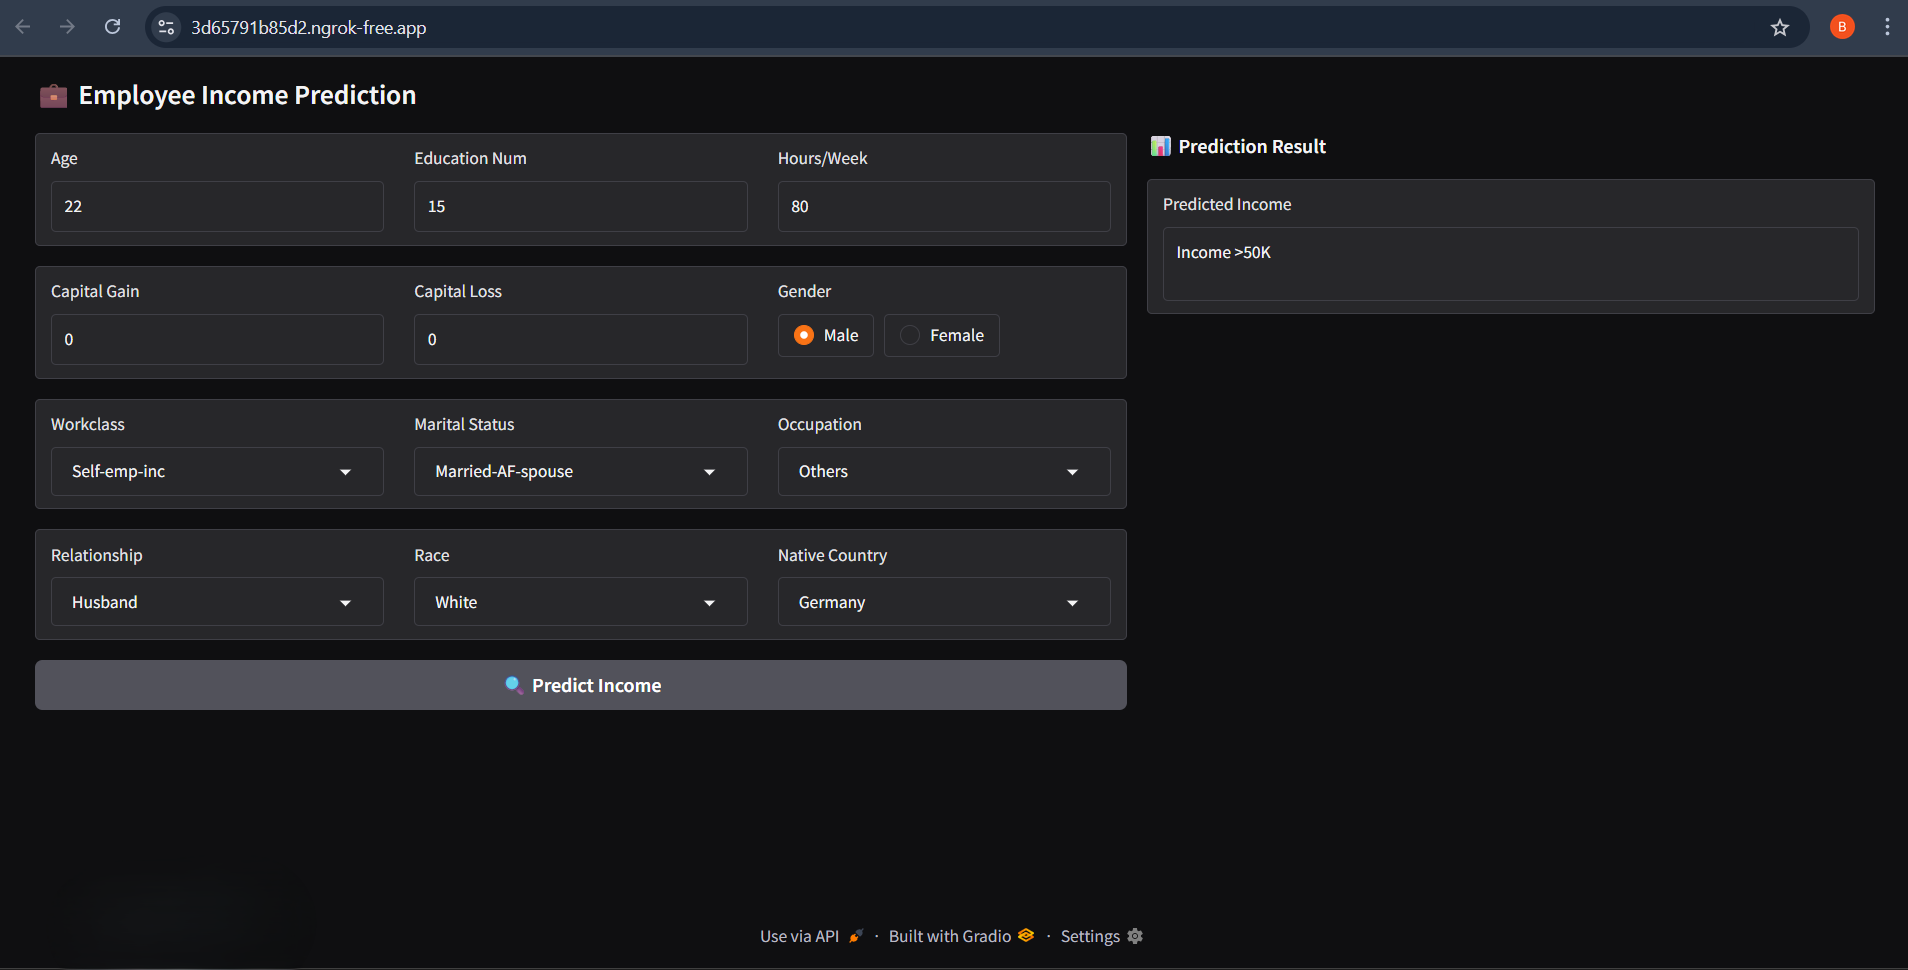 3d65791b85d2.ngrok-free.app
B
Employee Income Prediction
Age
Education Num
Hours/Week
22
15
80
Capital Gain
Capital Loss
Gender
0
0
Male
Female
Workclass
Marital Status
Occupation
Self-emp-inc
Married-AF-spouse
Others
Relationship
Race
Native Country
Husband
White
Germany
Predict Income
Prediction Result
Predicted Income
Income >50K
Use via API · Built with Gradio · Settings